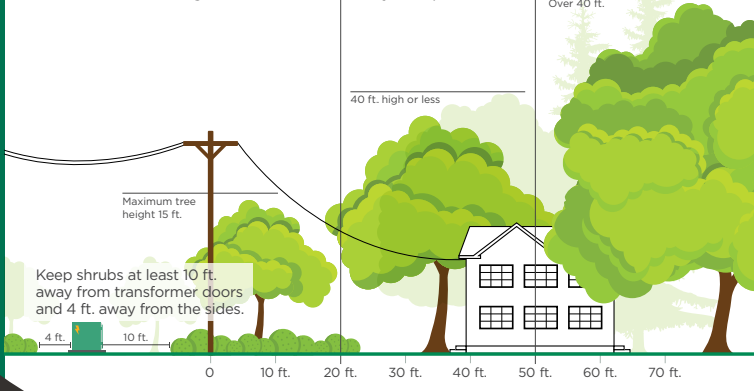 Over 40 ft.
40 ft. high or less
Maximum tree
height 15 ft.
Keep shrubs at least 10 ft.
away from transformer doors
and 4 ft. away from the sides.
4 ft.
10 ft.
0
10 ft.
20 ft.
30 ft.
40 ft.
50 ft.
60 ft.
70 ft.